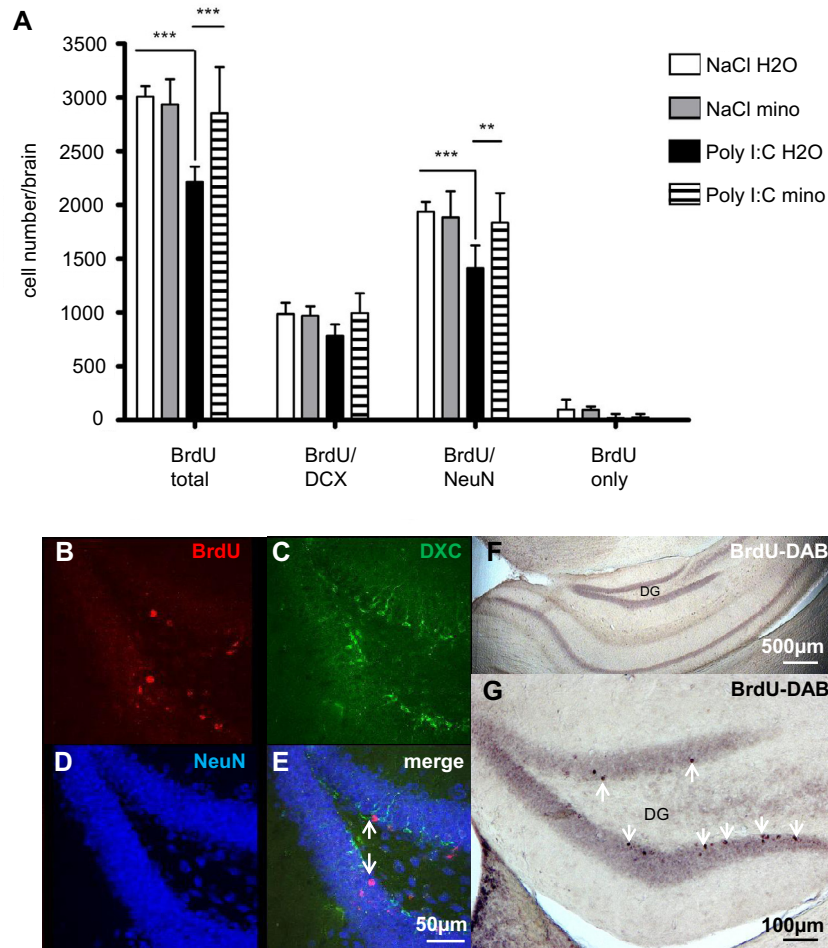 A
*** ***
3500
3000
2500
2000
1500
1000
500
0
cell number/brain
*** **
NaCl H2O
NaCl mino
Poly I:C H2O
Poly I:C mino
BrdU total
BrdU/ DCX
BrdU/ NeuN
BrdU only
B BrdU
C DXC
D NeuN
E merge
50µm
F BrdU-DAB
DG
500µm
G BrdU-DAB
DG
100µm